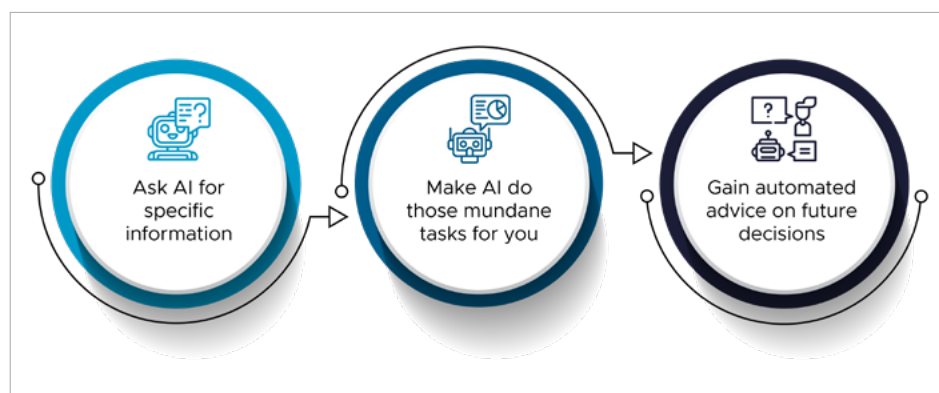 Ask AI for
specific
information
Make AI do
those mundane
tasks for you
?
Gain automated
advice on future
decisions